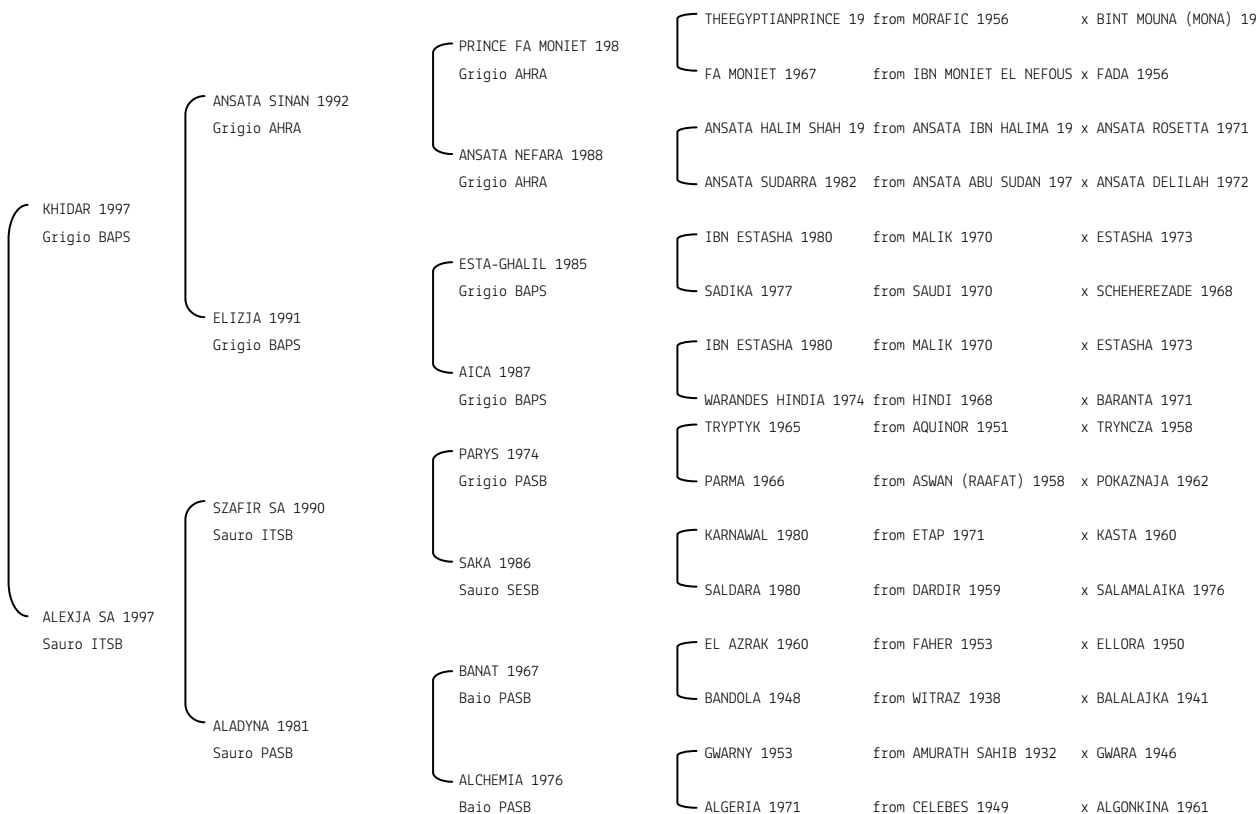 THEEGYPTIANPRINCE 19 from MORAFIC 1956 x BINT MOUNA (MONA) 19
PRINCE FA MONIET 198
Grigio AHRA
FA MONIET 1967 from IBN MONIET EL NEFOUS x FADA 1956
ANSATA SINAN 1992
Grigio AHRA
ANSATA HALIM SHAH 19 from ANSATA IBN HALIMA 19 x ANSATA ROSETTA 1971
ANSATA NEFARA 1988
Grigio AHRA
ANSATA SUDARRA 1982 from ANSATA ABU SUDAN 197 x ANSATA DELILAH 1972
KHIDAR 1997
Grigio BAPS
IBN ESTASHA 1980 from MALIK 1970 x ESTASHA 1973
ESTA-GHALIL 1985
Grigio BAPS
SADIKA 1977 from SAUDI 1970 x SCHEHEREZADE 1968
ELIZJA 1991
Grigio BAPS
IBN ESTASHA 1980 from MALIK 1970 x ESTASHA 1973
AICA 1987
Grigio BAPS
WARANDES HINDIA 1974 from HINDI 1968 x BARANTA 1971
TRYPTYK 1965 from AQUINOR 1951 x TRYNCZA 1958
PARYS 1974
Grigio PASB
PARMA 1966 from ASWAN (RAAFAT) 1958 x POKAZNAJA 1962
SZAFIR SA 1990
Sauro ITSB
KARNAWAL 1980 from ETAP 1971 x KASTA 1960
SAKA 1986
Sauro SESB
SALDARA 1980 from DARDIR 1959 x SALAMALAIKA 1976
ALEXJA SA 1997
Sauro ITSB
EL AZRAK 1960 from FAHER 1953 x ELLORA 1950
BANAT 1967
Baio PASB
BANDOLA 1948 from WITRAZ 1938 x BALALAJKA 1941
ALADYNA 1981
Sauro PASB
GWARNY 1953 from AMURATH SAHIB 1932 x GWARA 1946
ALCHEMIA 1976
Baio PASB
ALGERIA 1971 from CELEBES 1949 x ALGONKINA 1961